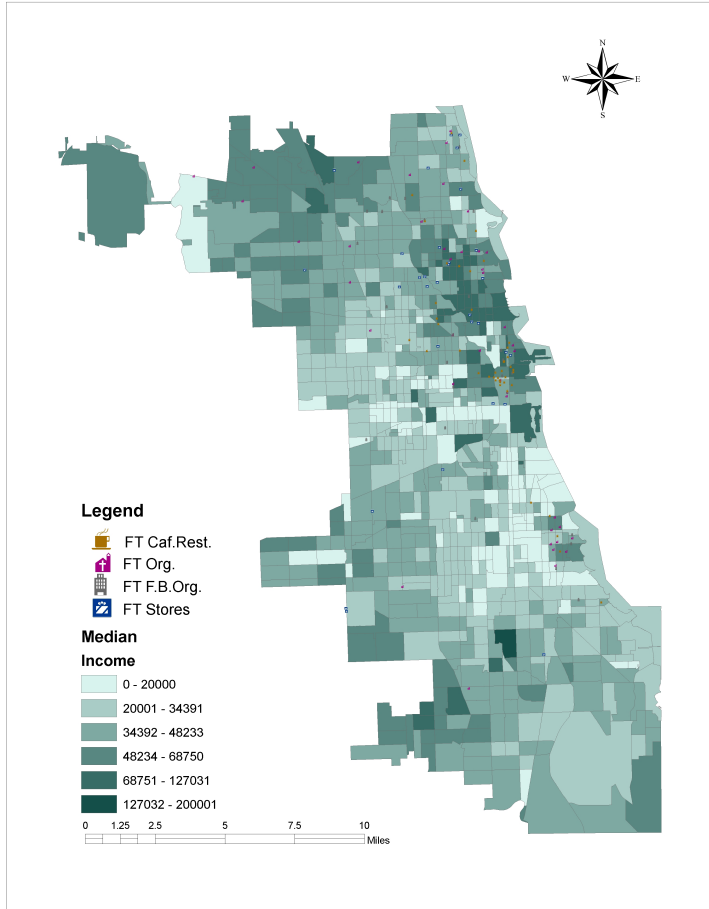 N
W E
S
Legend
FT Caf.Rest.
FT Org.
FT F.B.Org.
FT Stores
Median
Income
0 - 20000
20001 - 34391
34392 - 48233
48234 - 68750
68751 - 127031
127032 - 200001
0 1.25 2.5 5 7.5 10
Miles